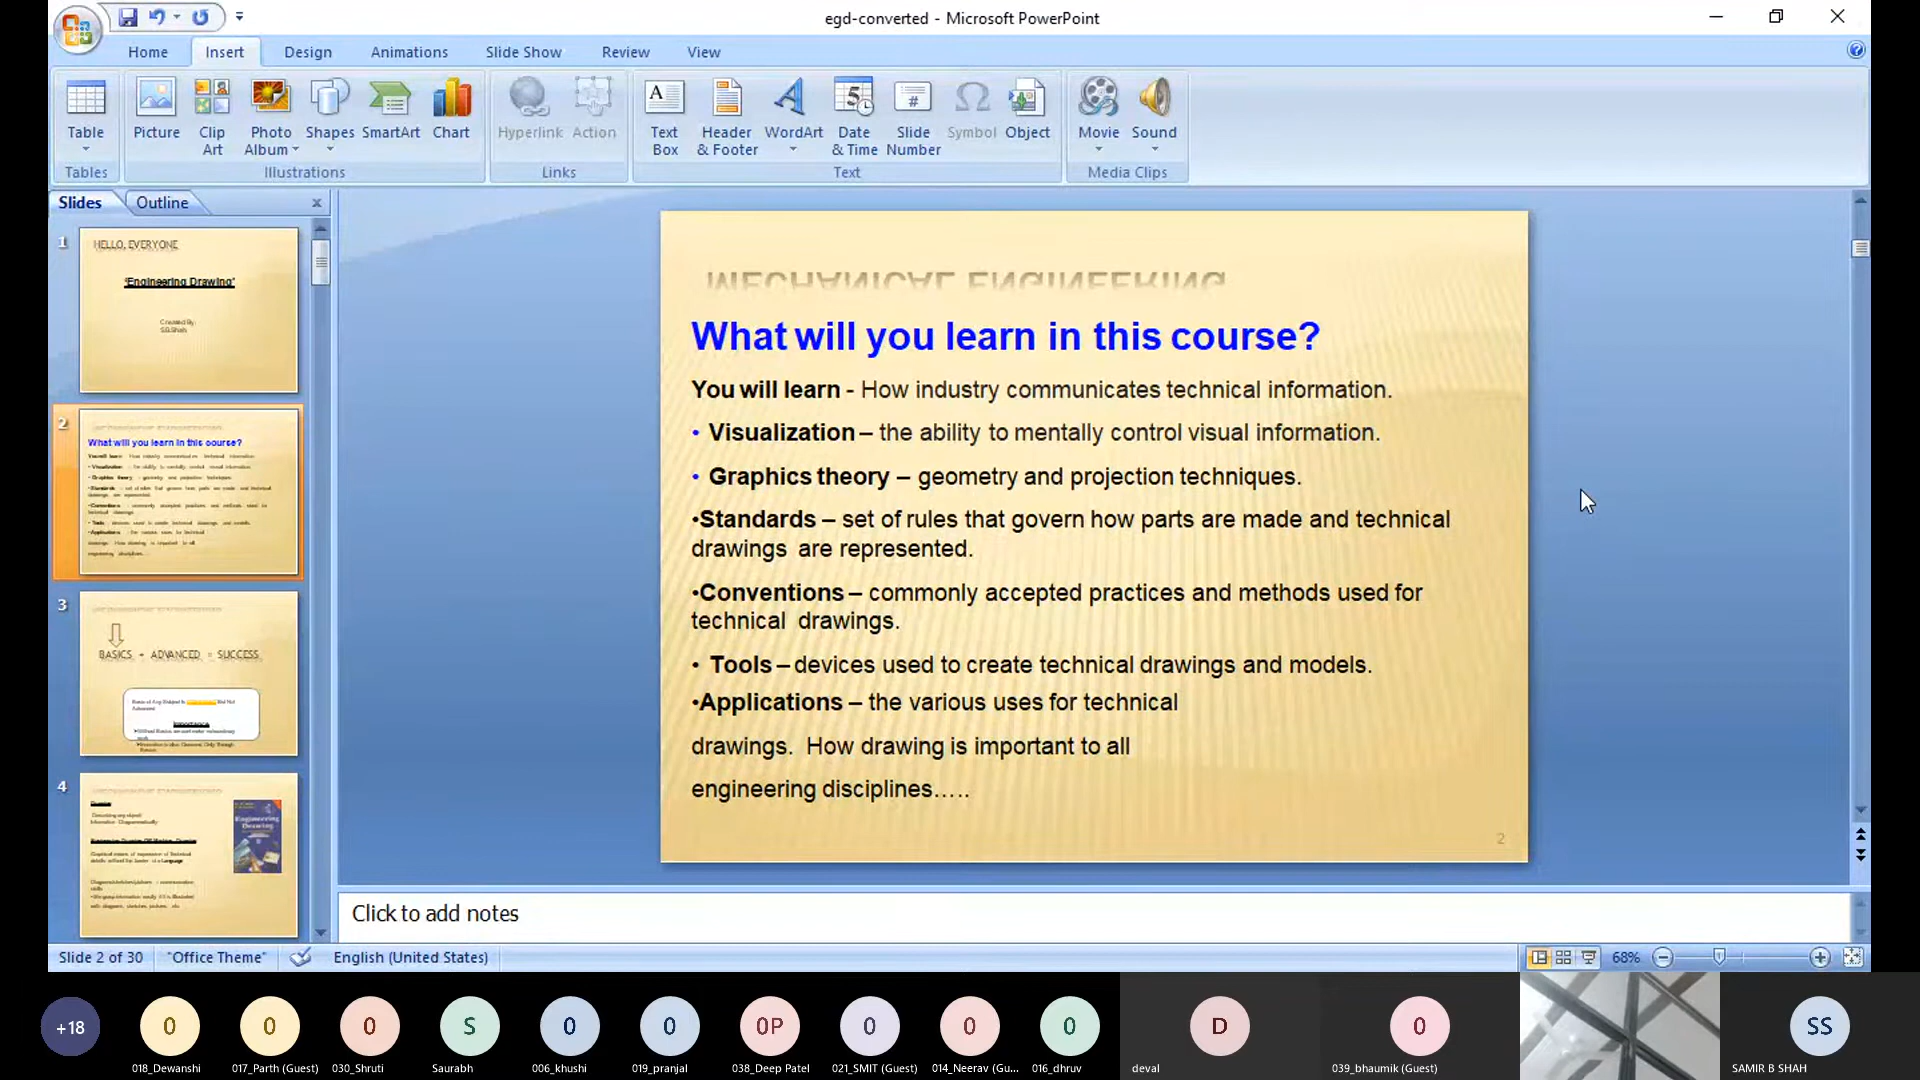 egd-converted - Microsoft PowerPoint
Home Insert Design Animations Slide Show Review View
Table
Picture
Clip Art
Photo Album
Shapes
SmartArt
Chart
Hyperlink
Action
Text Box
Header & Footer
WordArt
Date & Time
Slide Number
Symbol
Object
Movie
Sound
Tables Illustrations Links Text Media Clips
Slides Outline
1
HELLO, EVERYONE
'Engineering Drawing'
Created By:
S.B.Shah
2
What will you learn in this course?
3
BASICS + ADVANCED = SUCCESS
Importance
4
Engineering Drawing
MECHANICAL ENGINEERING
What will you learn in this course?
You will learn - How industry communicates technical information.
• Visualization – the ability to mentally control visual information.
• Graphics theory – geometry and projection techniques.
•Standards – set of rules that govern how parts are made and technical
drawings are represented.
•Conventions – commonly accepted practices and methods used for
technical drawings.
• Tools – devices used to create technical drawings and models.
•Applications – the various uses for technical
drawings. How drawing is important to all
engineering disciplines…..
2
Click to add notes
Slide 2 of 30 "Office Theme" English (United States) 68%
+18 0 0 0 S 0 0 0P 0 0 0 D 0 SS
018_Dewanshi 017_Parth (Guest) 030_Shruti Saurabh 006_khushi 019_pranjal 038_Deep Patel 021_SMIT (Guest) 014_Neerav (Gu... 016_dhruv deval 039_bhaumik (Guest) SAMIR B SHAH